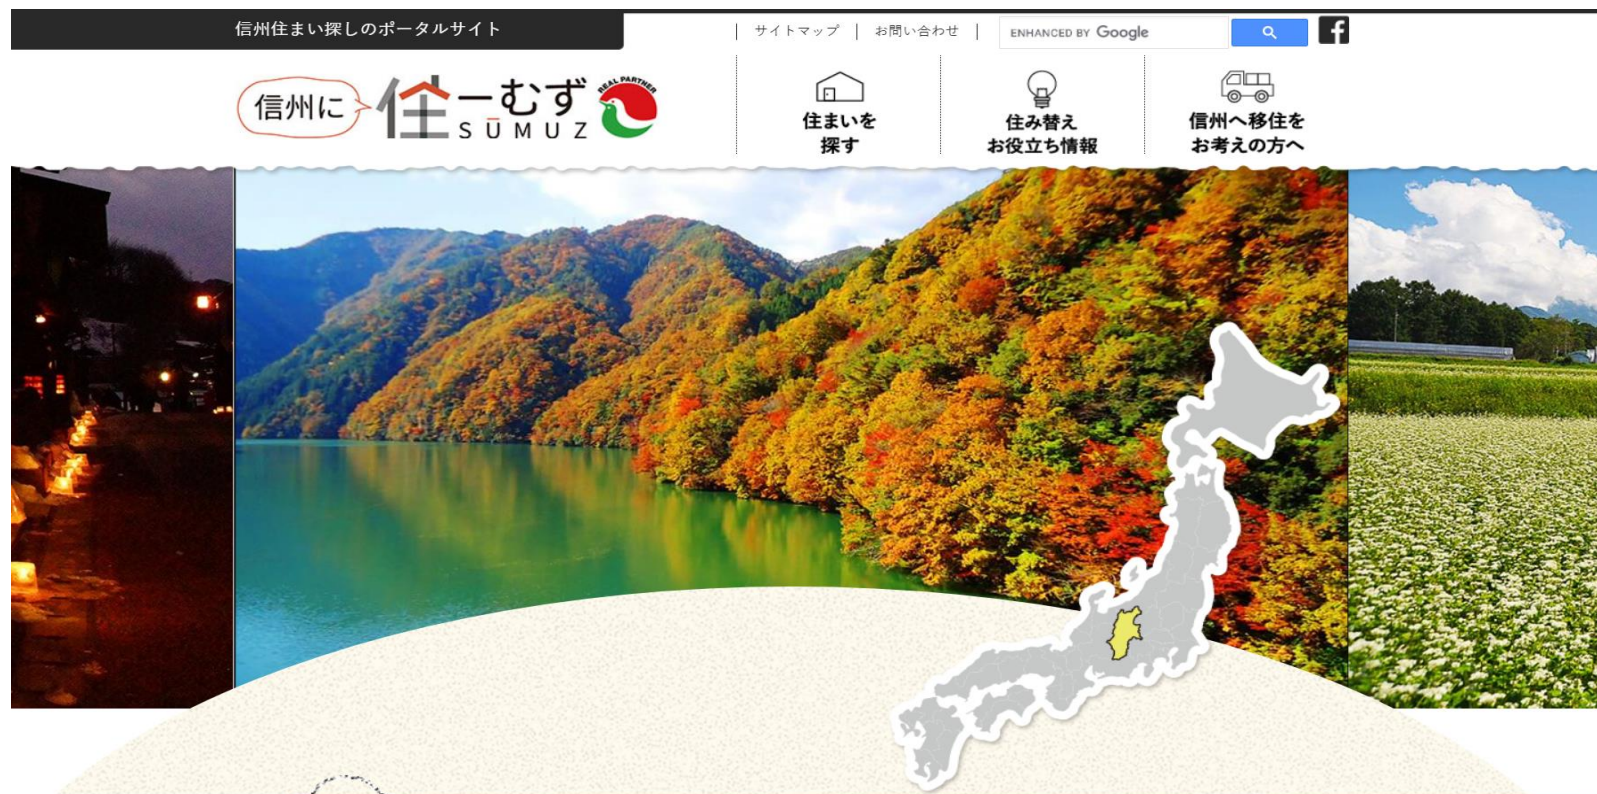 信州住まい探しのポータルサイト
サイトマップ
お問い合わせ
ENHANCED BY Google
信州に
住ーむず
SŪMUZ
REAL PARTNER
住まいを
探す
住み替え
お役立ち情報
信州へ移住を
お考えの方へ